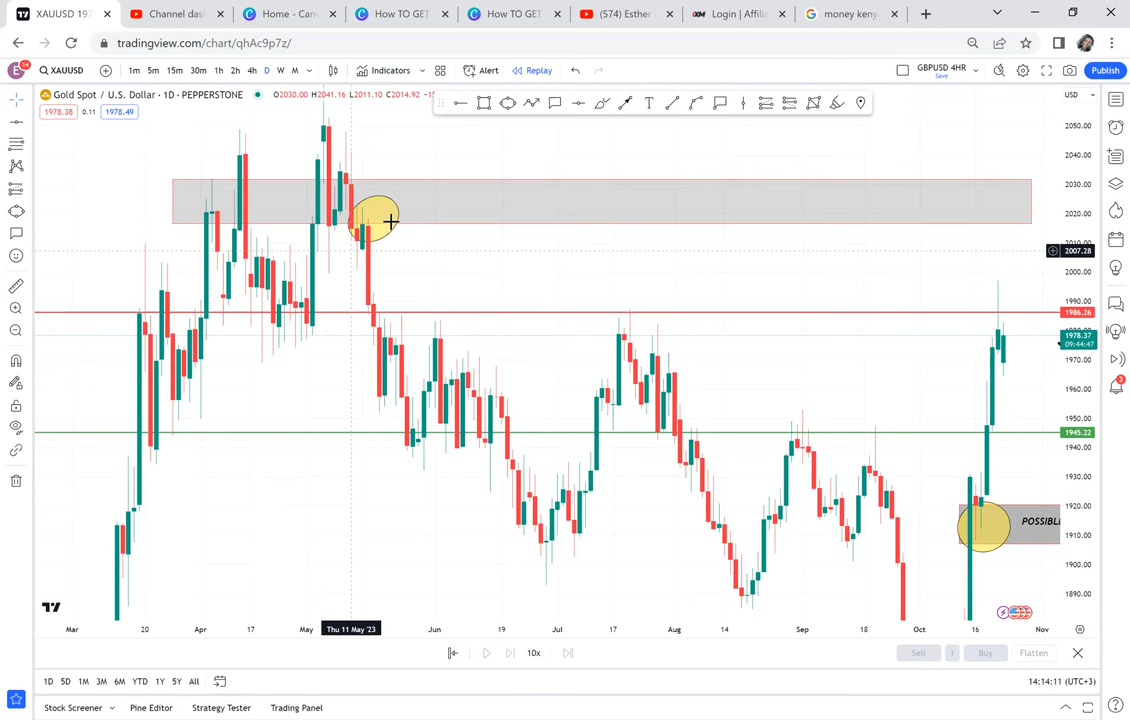 XAUUSD 197
Channel das
Home - Can
How TO GET
How TO GET
(574) Esther
Login | Affilia
money keny
tradingview.com/chart/qhAc9p7z/
E 14
XAUUSD
1m 5m 15m 30m 1h 2h 4h D W M
Indicators
Alert
Replay
GBPUSD 4HR
Save
Publish
Gold Spot / U.S. Dollar · 1D · PEPPERSTONE
O2030.00 H2041.16 L2011.10 C2014.92
USD
1978.38 0.11 1978.49
2050.00
2040.00
2030.00
2020.00
2010.00
2007.28
2000.00
1990.00
1986.26
1978.37
09:44:47
1970.00
1960.00
1950.00
1945.22
1940.00
1930.00
1920.00
POSSIBLE
1910.00
1900.00
1890.00
3
Mar 20 Apr 17 May Thu 11 May '23 Jun 19 Jul 17 Aug Sep 18 Oct 16 Nov
10x
Sell 1 Buy Flatten
1D 5D 1M 3M 6M YTD 1Y 5Y All
14:14:11 (UTC+3)
Stock Screener Pine Editor Strategy Tester Trading Panel